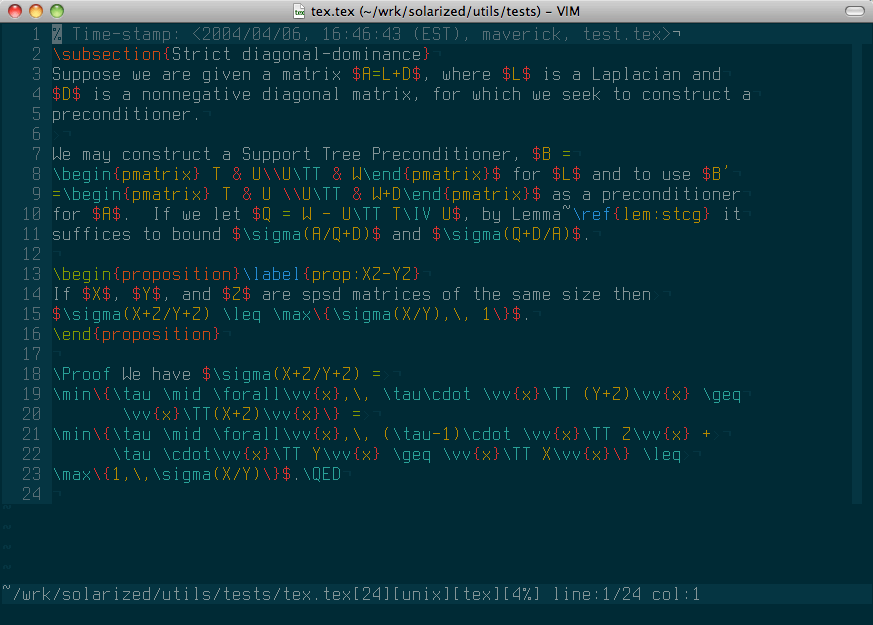 tex.tex (~/wrk/solarized/utils/tests) – VIM
1 % Time-stamp: <2004/04/06, 16:46:43 (EST), maverick, test.tex>¬
2 \subsection{Strict diagonal-dominance}¬
3 Suppose we are given a matrix $A=L+D$, where $L$ is a Laplacian and¬
4 $D$ is a nonnegative diagonal matrix, for which we seek to construct a¬
5 preconditioner.¬
6 ¬
7 We may construct a Support Tree Preconditioner, $B =¬
8 \begin{pmatrix} T & U\\U\TT & W\end{pmatrix}$ for $L$ and to use $B'¬
9 =\begin{pmatrix} T & U \\U\TT & W+D\end{pmatrix}$ as a preconditioner¬
10 for $A$.  If we let $Q = W - U\TT T\IV U$, by Lemma~\ref{lem:stcg} it¬
11 suffices to bound $\sigma(A/Q+D)$ and $\sigma(Q+D/A)$.¬
12 ¬
13 \begin{proposition}\label{prop:XZ-YZ}¬
14 If $X$, $Y$, and $Z$ are spsd matrices of the same size then¬
15 $\sigma(X+Z/Y+Z) \leq \max\{\sigma(X/Y),\, 1\}$.¬
16 \end{proposition}¬
17 ¬
18 \Proof We have $\sigma(X+Z/Y+Z) =¬
19 \min\{\tau \mid \forall\vv{x},\, \tau\cdot \vv{x}\TT (Y+Z)\vv{x} \geq¬
20 \vv{x}\TT(X+Z)\vv{x}\} =¬
21 \min\{\tau \mid \forall\vv{x},\, (\tau-1)\cdot \vv{x}\TT Z\vv{x} +¬
22 \tau \cdot\vv{x}\TT Y\vv{x} \geq \vv{x}\TT X\vv{x}\} \leq¬
23 \max\{1,\,\sigma(X/Y)\}$.\QED¬
24 ¬
~
~
~
~
~/wrk/solarized/utils/tests/tex.tex[24][unix][tex][4%] line:1/24 col:1